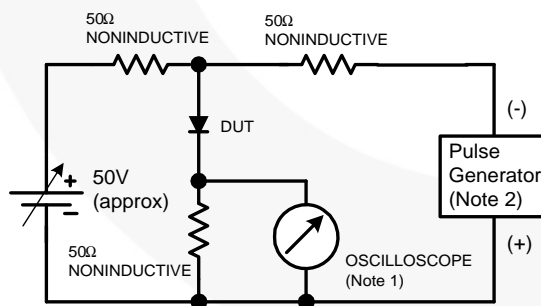 50Ω
NONINDUCTIVE
50Ω
NONINDUCTIVE
DUT
(-)
+
50V
(approx)
−
Pulse
Generator
(Note 2)
50Ω
NONINDUCTIVE
OSCILLOSCOPE
(Note 1)
(+)